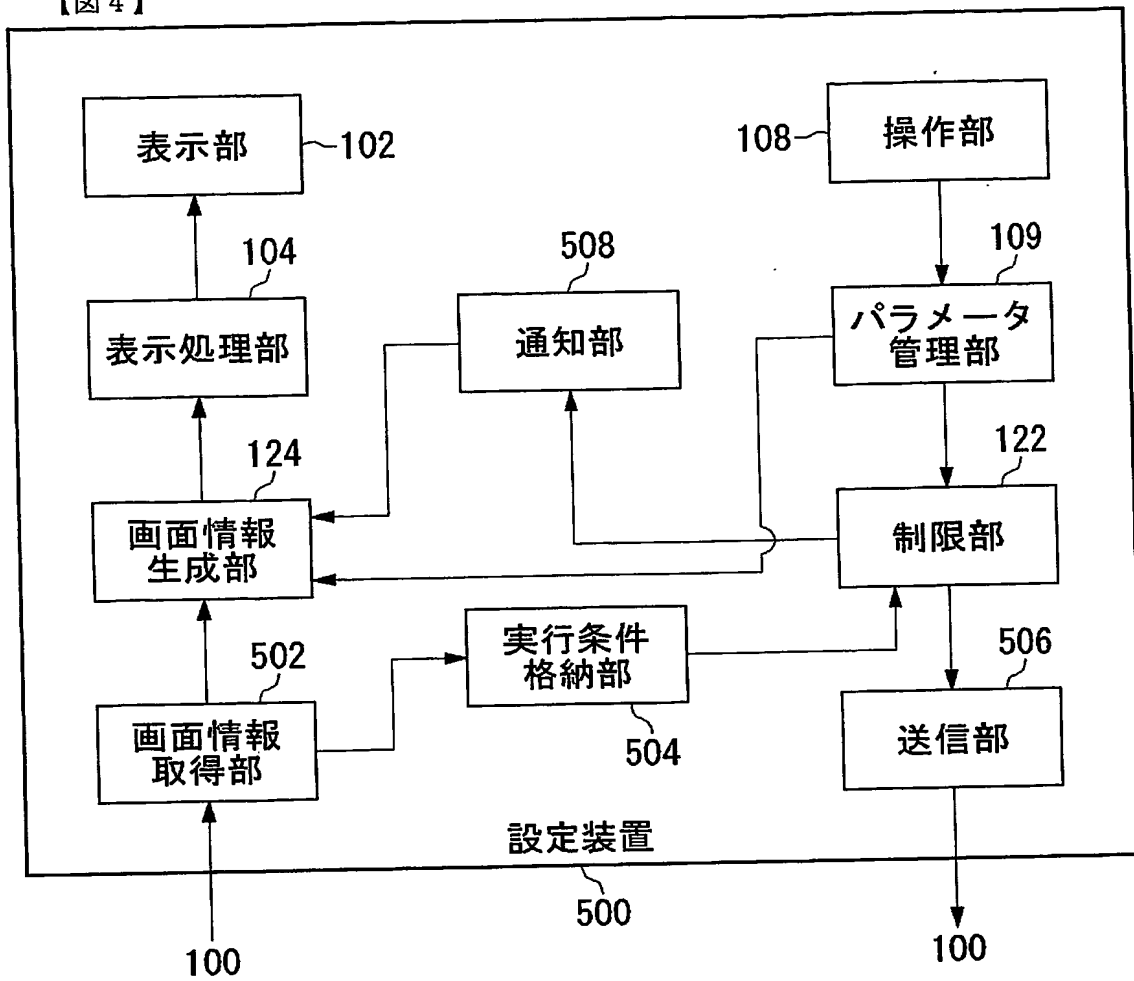 【図4】
表示部
102
108
操作部
104
508
109
表示処理部
通知部
パラメータ
管理部
124
122
画面情報
生成部
制限部
502
実行条件
格納部
506
画面情報
取得部
504
送信部
設定装置
500
100
100